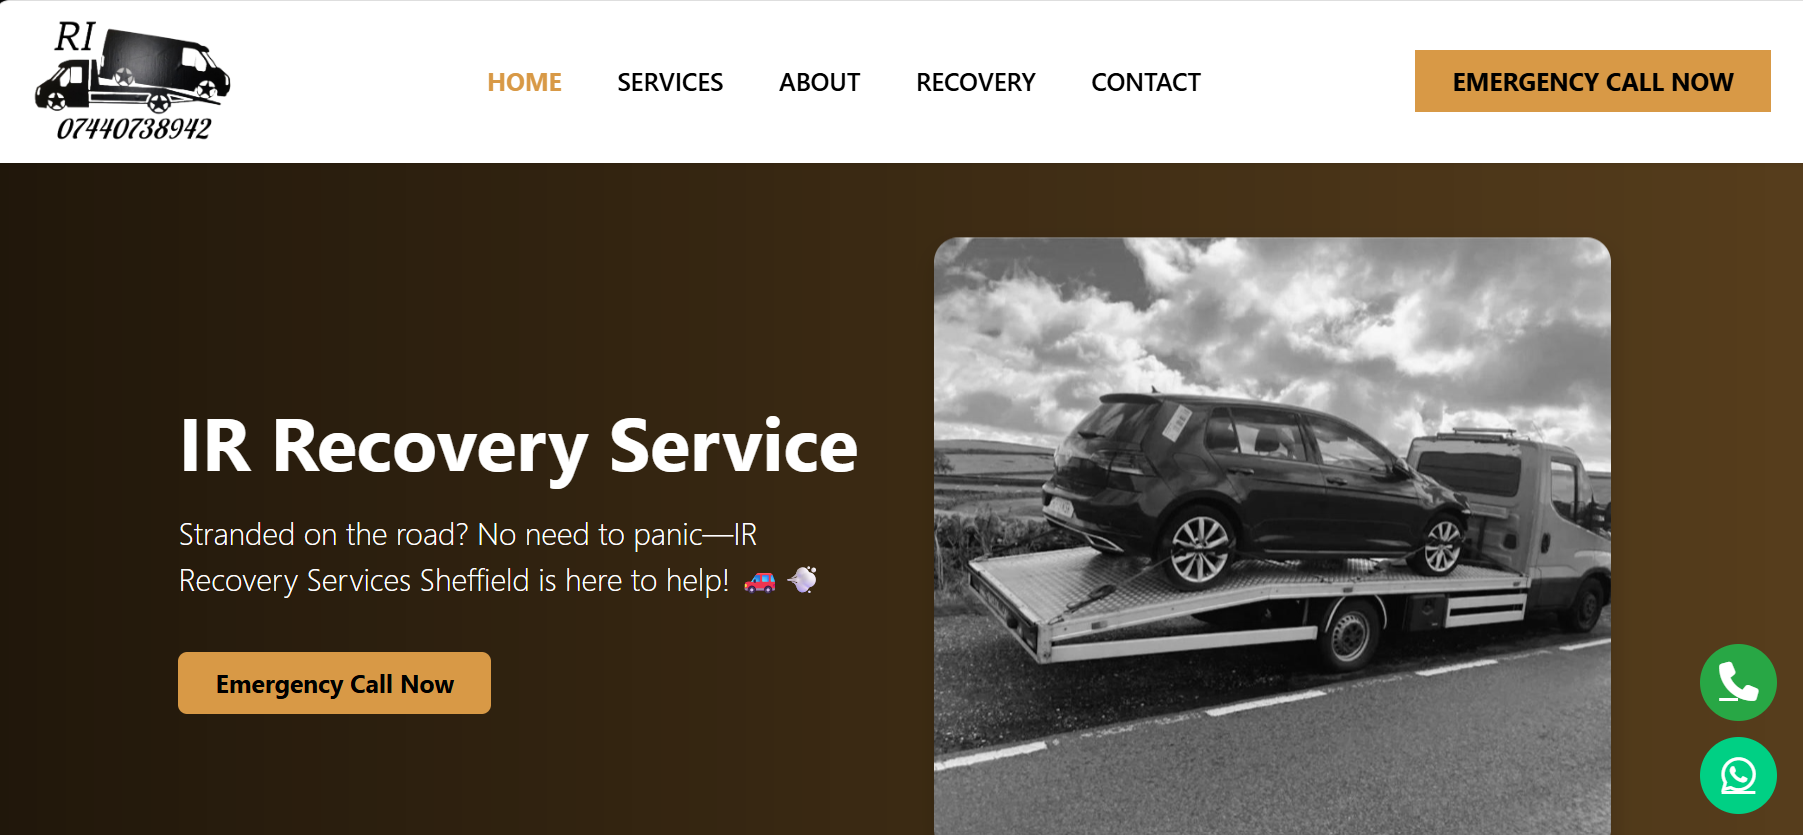 RI
07440738942
HOME
SERVICES
ABOUT
RECOVERY
CONTACT
EMERGENCY CALL NOW
IR Recovery Service
Stranded on the road? No need to panic—IR
Recovery Services Sheffield is here to help! 🚗 💨
Emergency Call Now